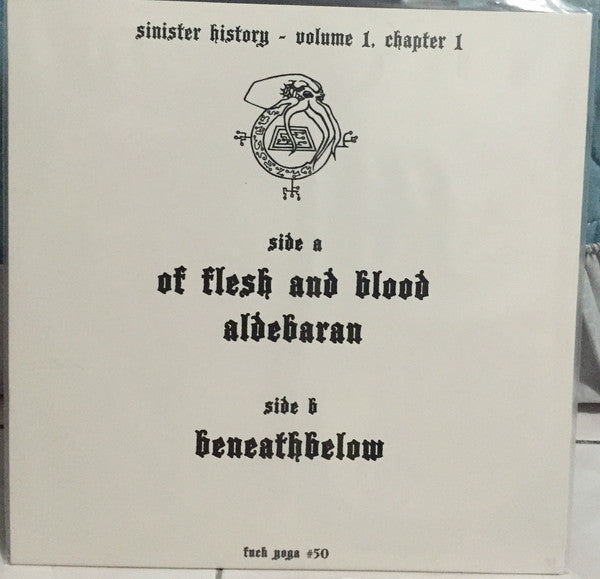 sinister history - volume 1, chapter 1
side a
of flesh and blood
aldebaran
side b
beneathbelow
fuck yoga #50